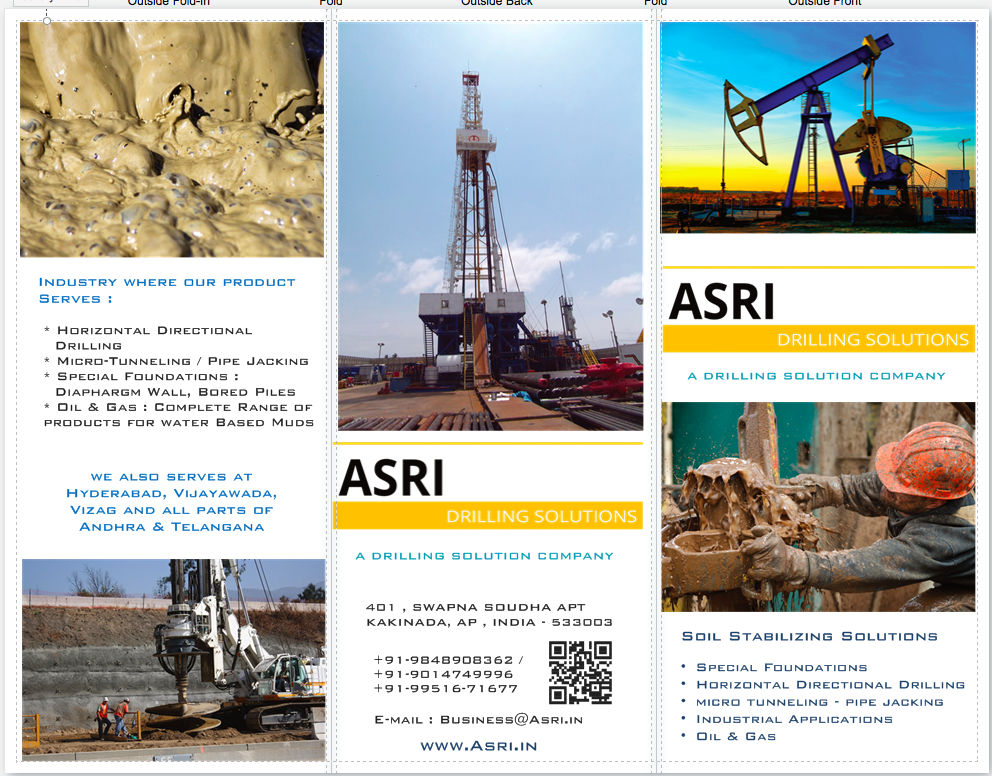 Outside Fold-In
Fold
Outside Back
Fold
Outside Front
Industry where our product
Serves :
* Horizontal Directional
Drilling
* Micro-Tunneling / Pipe Jacking
* Special Foundations :
Diaphargm Wall, Bored Piles
* Oil & Gas : Complete Range of
products for water Based Muds
we also serves at
Hyderabad, Vijayawada,
Vizag and all parts of
Andhra & Telangana
ASRI
DRILLING SOLUTIONS
a drilling solution company
401 , swapna soudha apt
kakinada, ap , india - 533003
+91-9848908362 /
+91-9014749996
+91-99516-71677
E-mail : Business@Asri.in
www.Asri.in
ASRI
DRILLING SOLUTIONS
a drilling solution company
Soil Stabilizing Solutions
• Special Foundations
• Horizontal Directional Drilling
• micro tunneling - pipe jacking
• Industrial Applications
• Oil & Gas